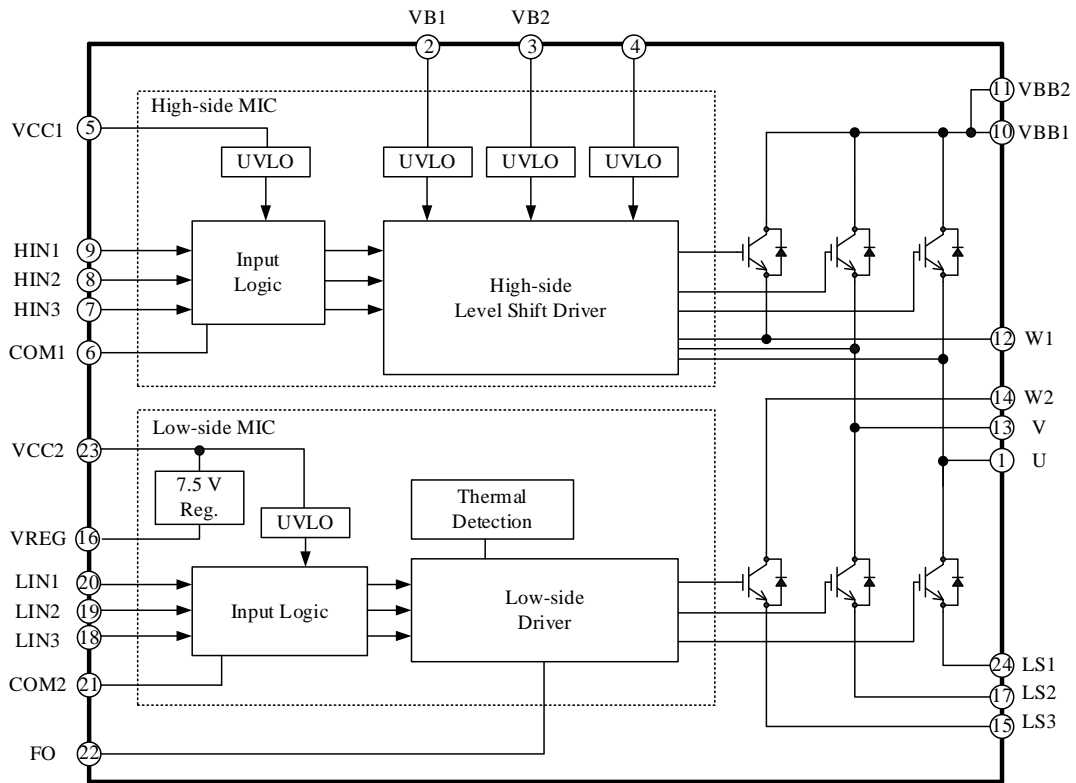 VB1 VB2
2 3 4
High-side MIC
11 VBB2
VCC1 5
10 VBB1
UVLO UVLO UVLO UVLO
HIN1 9
HIN2 8
HIN3 7
Input
Logic
High-side
Level Shift Driver
COM1 6
12 W1
14 W2
Low-side MIC
13 V
VCC2 23
1 U
7.5 V
Reg.
Thermal
Detection
UVLO
VREG 16
LIN1 20
LIN2 19
LIN3 18
Input Logic
Low-side
Driver
24 LS1
COM2 21
17 LS2
15 LS3
FO 22